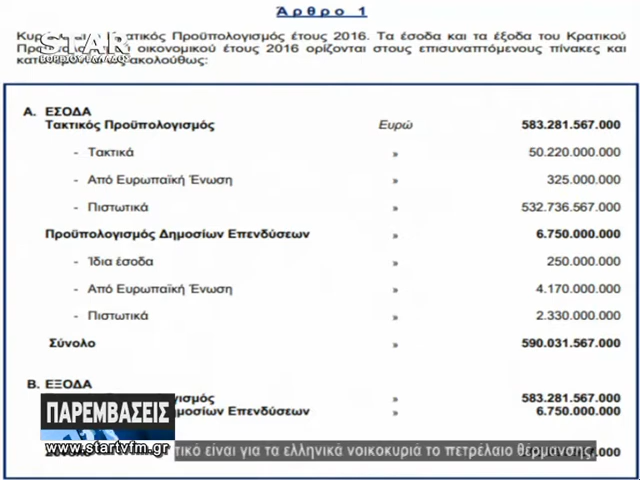 Άρθρο 1
Κυρ ατικός Προϋπολογισμός έτους 2016. Τα έσοδα και τα έξοδα του Κρατικού
οικονομικού έτους 2016 ορίζονται στους επισυναπτόμενους πίνακες και
ακολούθως:
STAR
Α. ΕΣΟΔΑ
Τακτικός Προϋπολογισμός Ευρώ 583.281.567.000
- Τακτικά » 50.220.000.000
- Από Ευρωπαϊκή Ένωση » 325.000.000
- Πιστωτικά » 532.736.567.000
Προϋπολογισμός Δημοσίων Επενδύσεων » 6.750.000.000
- Ίδια έσοδα » 250.000.000
- Από Ευρωπαϊκή Ένωση » 4.170.000.000
- Πιστωτικά » 2.330.000.000
Σύνολο » 590.031.567.000
Β. ΕΞΟΔΑ
λογισμός » 583.281.567.000
ημοσίων Επενδύσεων » 6.750.000.000
ΠΑΡΕΜΒΑΣΕΙΣ
www.startvfm.gr
τικό είναι για τα ελληνικά νοικοκυριά το πετρέλαιο θέρμανσης.